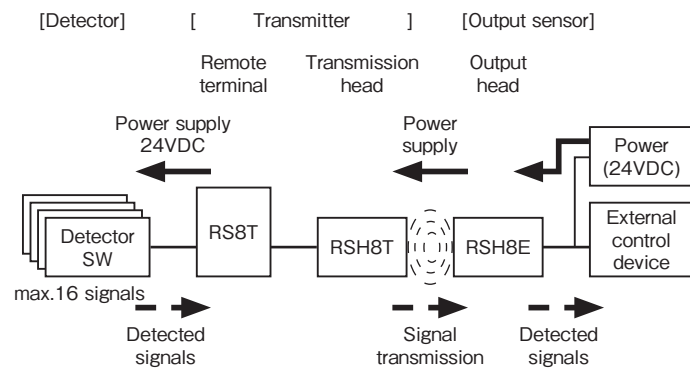 [Detector] [ Transmitter ] [Output sensor]
Remote terminal
Transmission head
Output head
Power supply
24VDC
Power
supply
Power
(24VDC)
Detector
SW
RS8T
RSH8T
RSH8E
External
control
device
max.16 signals
Detected
signals
Signal
transmission
Detected
signals